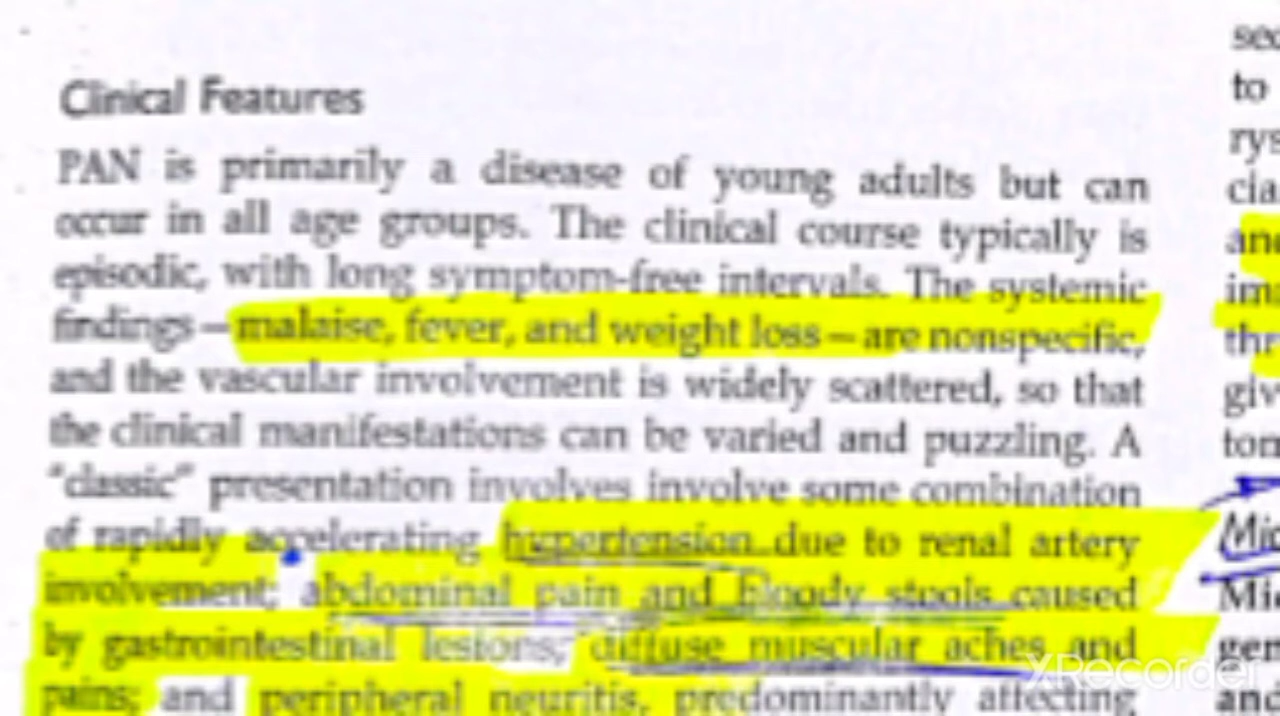 Clinical Features
PAN is primarily a disease of young adults but can
occur in all age groups. The clinical course typically is
episodic, with long symptom-free intervals. The systemic
findings—malaise, fever, and weight loss—are nonspecific,
and the vascular involvement is widely scattered, so that
the clinical manifestations can be varied and puzzling. A
"classic" presentation involves involve some combination
of rapidly accelerating hypertension due to renal artery
involvement; abdominal pain and bloody stools caused
by gastrointestinal lesions; diffuse muscular aches and
pains; and peripheral neuritis, predominantly affecting
to
XRecorder